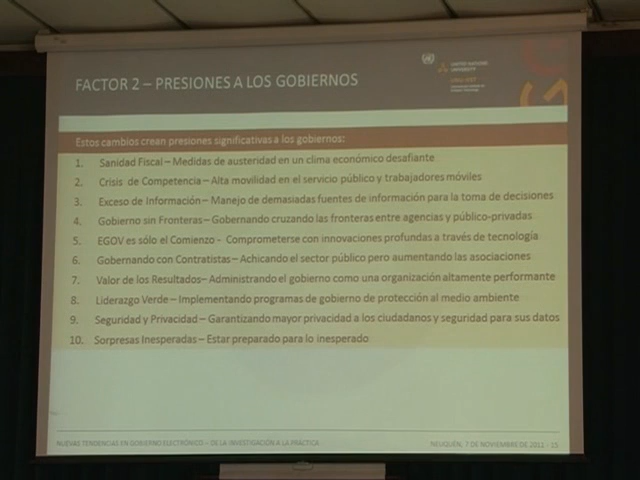 FACTOR 2 – PRESIONES A LOS GOBIERNOS
UNITED NATIONS
UNIVERSITY
Estos cambios crean presiones significativas a los gobiernos:
1. Sanidad Fiscal – Medidas de austeridad en un clima económico desafiante
2. Crisis de Competencia – Alta movilidad en el servicio público y trabajadores móviles
3. Exceso de Información – Manejo de demasiadas fuentes de información para la toma de decisiones
4. Gobierno sin Fronteras – Gobernando cruzando las fronteras entre agencias y público-privadas
5. EGOV es sólo el Comienzo - Comprometerse con innovaciones profundas a través de tecnología
6. Gobernando con Contratistas – Achicando el sector público pero aumentando las asociaciones
7. Valor de los Resultados– Administrando el gobierno como una organización altamente performante
8. Liderazgo Verde – Implementando programas de gobierno de protección al medio ambiente
9. Seguridad y Privacidad – Garantizando mayor privacidad a los ciudadanos y seguridad para sus datos
10. Sorpresas Inesperadas – Estar preparado para lo inesperado
NUEVAS TENDENCIAS EN GOBIERNO ELECTRÓNICO – DE LA INVESTIGACIÓN A LA PRÁCTICA
NEUQUÉN, 7 DE NOVIEMBRE DE 2011 - 15